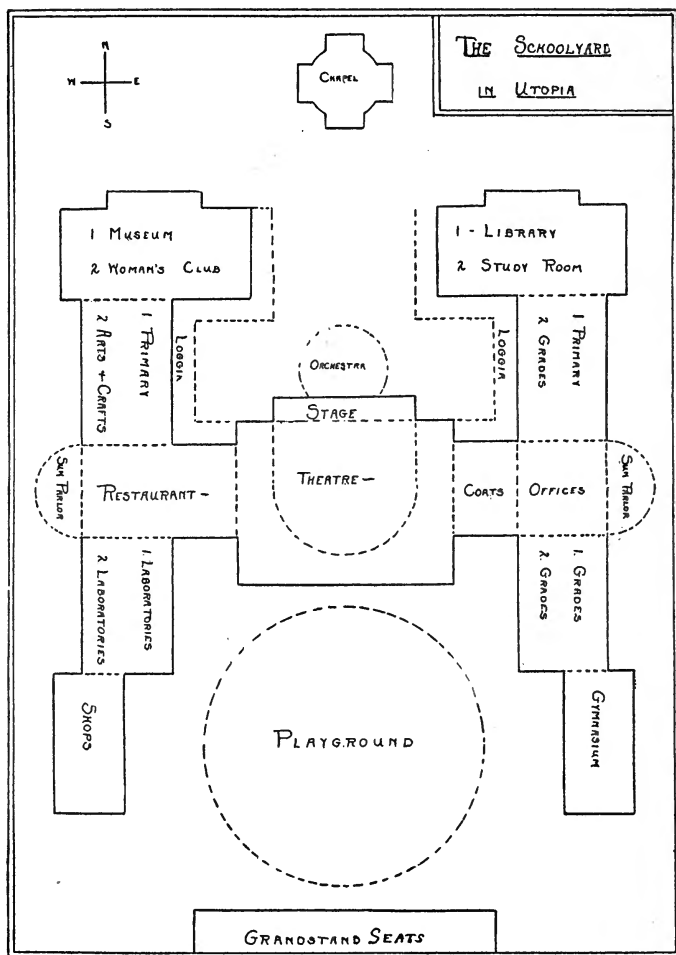 THE SCHOOLYARD
IN UTOPIA
N
W E
S
CHAPEL
1 MUSEUM
2 WOMAN'S CLUB
1 - LIBRARY
2 STUDY ROOM
1 PRIMARY
2 ARTS + CRAFTS
LOGGIA
ORCHESTRA
LOGGIA
1 PRIMARY
2 GRADES
STAGE
SUN PARLOR
RESTAURANT -
THEATRE -
COATS
OFFICES
SUN PARLOR
1. LABORATORIES
2 LABORATORIES
1. GRADES
2. GRADES
SHOPS
PLAYGROUND
GYMNASIUM
GRANDSTAND SEATS